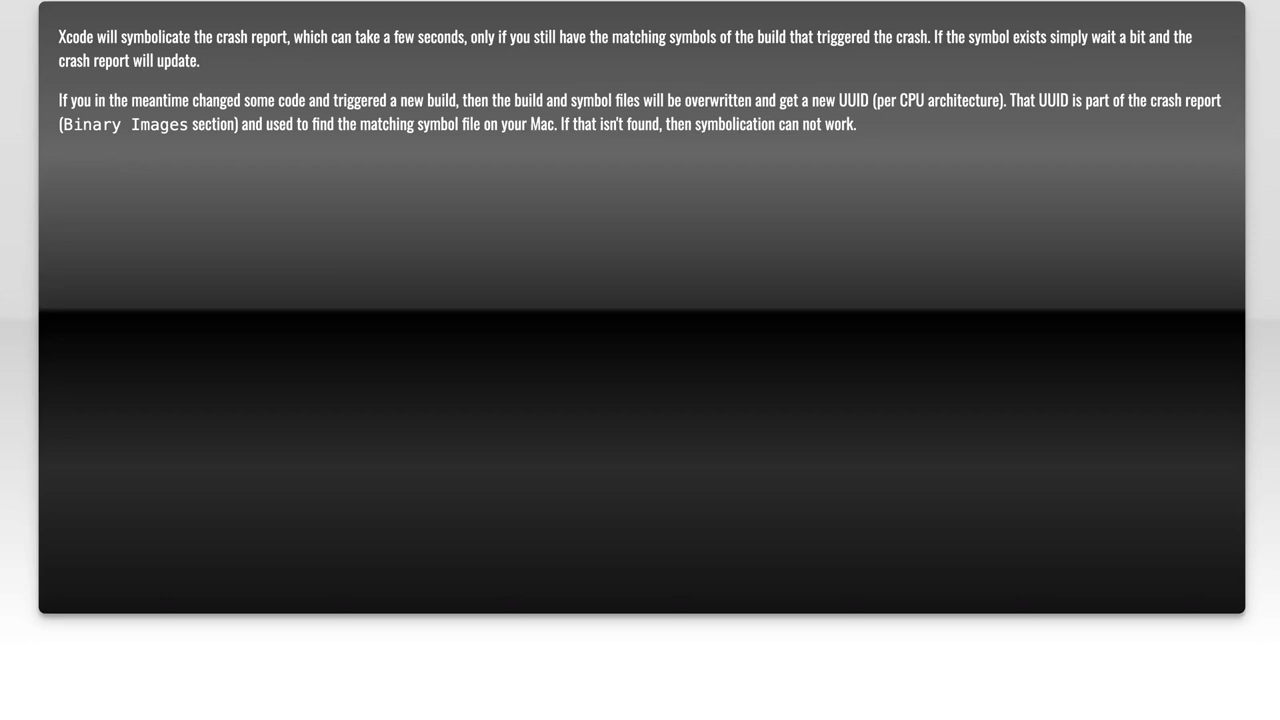 Xcode will symbolicate the crash report, which can take a few seconds, only if you still have the matching symbols of the build that triggered the crash. If the symbol exists simply wait a bit and the
crash report will update.
If you in the meantime changed some code and triggered a new build, then the build and symbol files will be overwritten and get a new UUID (per CPU architecture). That UUID is part of the crash report
(Binary Images section) and used to find the matching symbol file on your Mac. If that isn't found, then symbolication can not work.